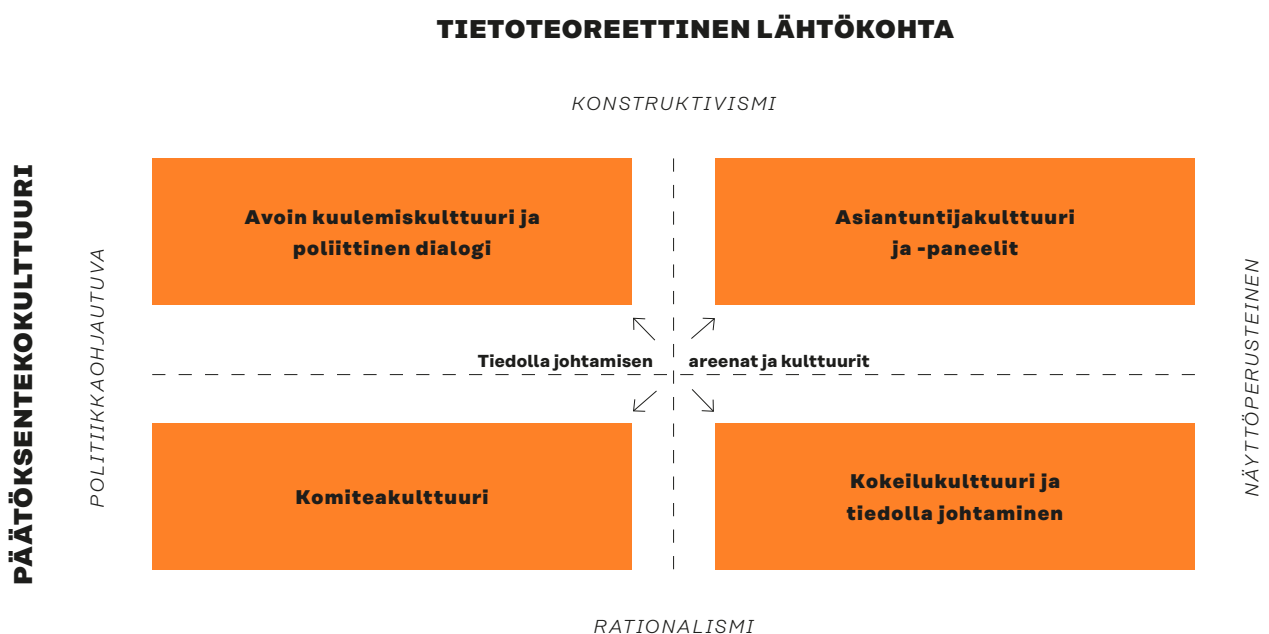 TIETOTEOREETTINEN LÄHTÖKOHTA
KONSTRUKTIVISMI
PÄÄTÖKSENTEKOKULTTUURI
POLITIIKKAOHJAUTUVA
Avoin kuulemiskulttuuri ja
poliittinen dialogi
Asiantuntijakulttuuri
ja -paneelit
NÄYTTÖPERUSTEINEN
Tiedolla johtamisen areenat ja kulttuurit
Komiteakulttuuri
Kokeilukulttuuri ja
tiedolla johtaminen
RATIONALISMI